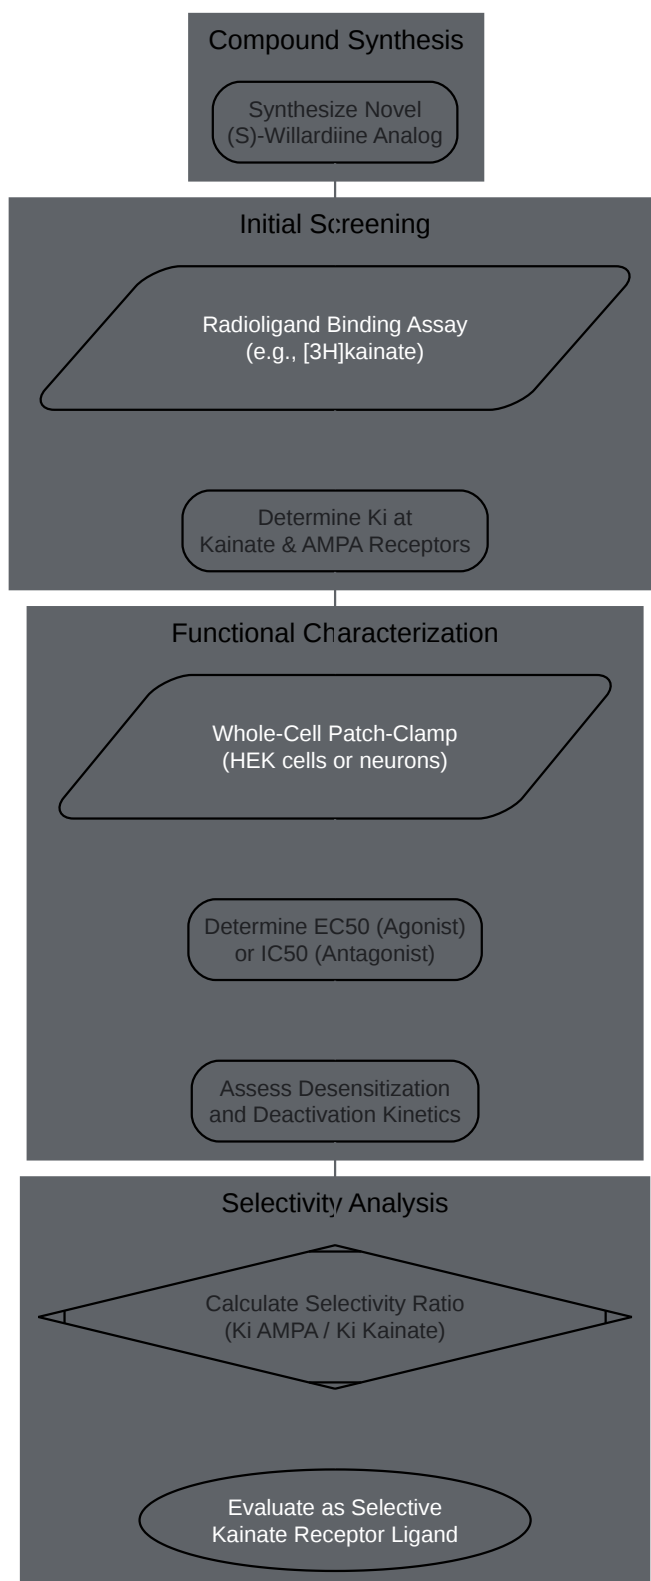 Compound Synthesis
Synthesize Novel
(S)-Willardiine Analog
Initial Screening
Radioligand Binding Assay
(e.g., [3H]kainate)
Determine Ki at
Kainate & AMPA Receptors
Functional Characterization
Whole-Cell Patch-Clamp
(HEK cells or neurons)
Determine EC50 (Agonist)
or IC50 (Antagonist)
Assess Desensitization
and Deactivation Kinetics
Selectivity Analysis
Calculate Selectivity Ratio
(Ki AMPA / Ki Kainate)
Evaluate as Selective
Kainate Receptor Ligand